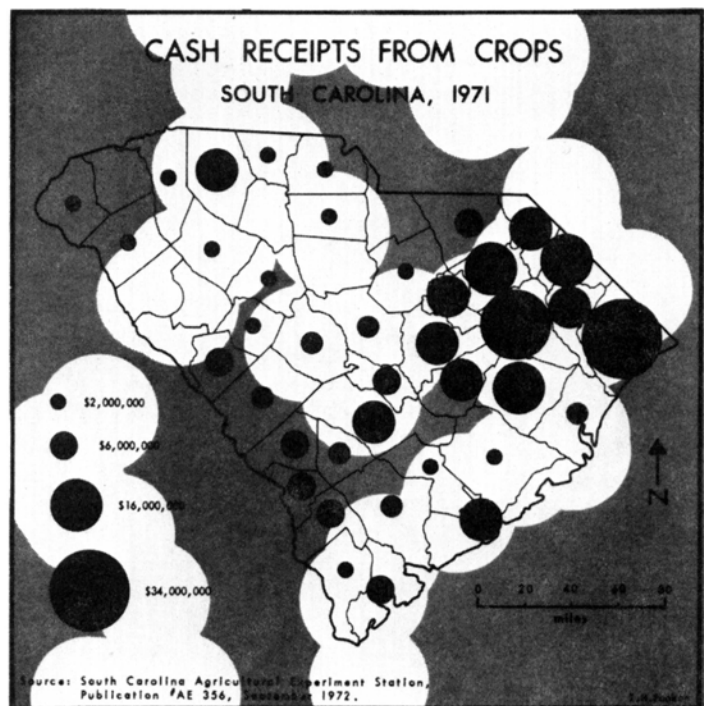 CASH RECEIPTS FROM CROPS
SOUTH CAROLINA, 1971
$2,000,000
$6,000,000
$16,000,000
$34,000,000
N
0 20 40 60 80
miles
Source: South Carolina Agricultural Experiment Station,
Publication #AE 356, September 1972.